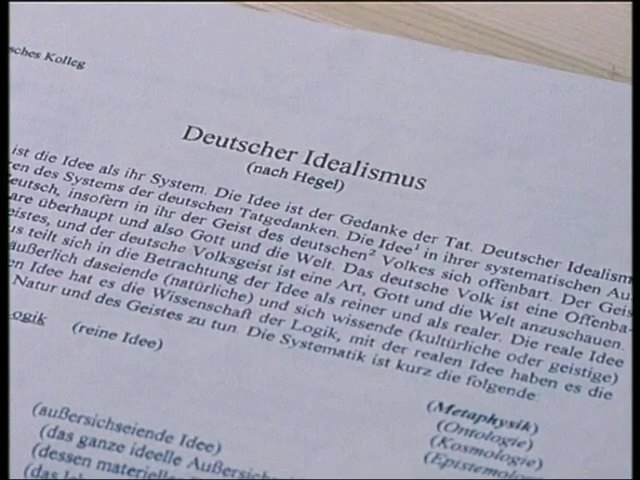 sches Kolleg
Deutscher Idealismus
(nach Hegel)
ist die Idee als ihr System. Die Idee ist der Gedanke der Tat. Deutscher Idealism
en des Systems der deutschen Tatgedanken. Die Idee¹ in ihrer systematischen Au
eutsch, insofern in ihr der Geist des deutschen² Volkes sich offenbart. Der Geis
are überhaupt und also Gott und die Welt. Das deutsche Volk ist eine Offenba-
eistes, und der deutsche Volksgeist ist eine Art, Gott und die Welt anzuschauen.
us teilt sich in die Betrachtung der Idee als reiner und als realer. Die reale Idee
äußerlich daseiende (natürliche) und sich wissende (kultürliche oder geistige)
en Idee hat es die Wissenschaft der Logik, mit der realen Idee haben es die
Natur und des Geistes zu tun. Die Systematik ist kurz die folgende:
ogik (reine Idee)
(Metaphysik)
(Ontologie)
(Kosmologie)
(Epistemolog
(außersichseiende Idee)
(das ganze ideelle Außersich
(dessen materielle
(das